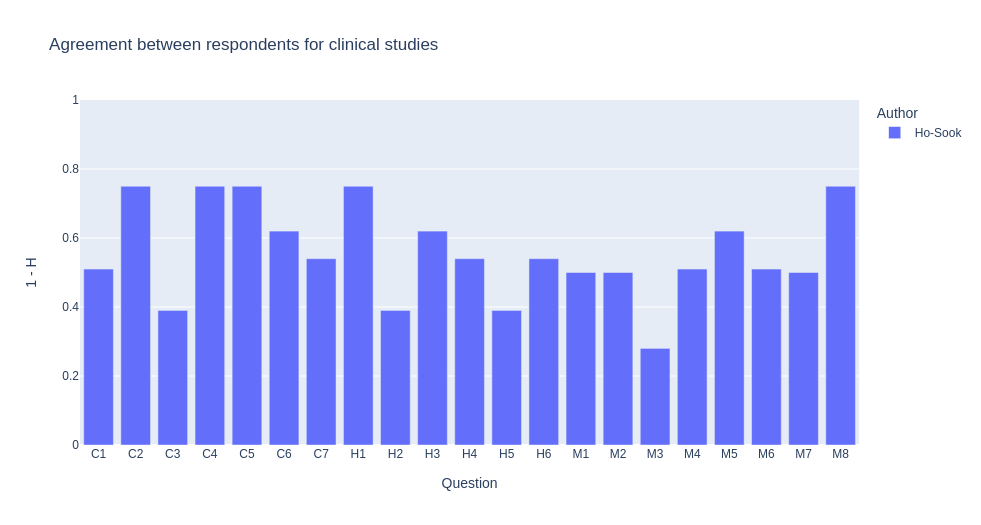 Agreement between respondents for clinical studies
1
0.8
0.6
0.4
0.2
0
1 - H
C1 C2 C3 C4 C5 C6 C7 H1 H2 H3 H4 H5 H6 M1 M2 M3 M4 M5 M6 M7 M8
Question
Author
Ho-Sook